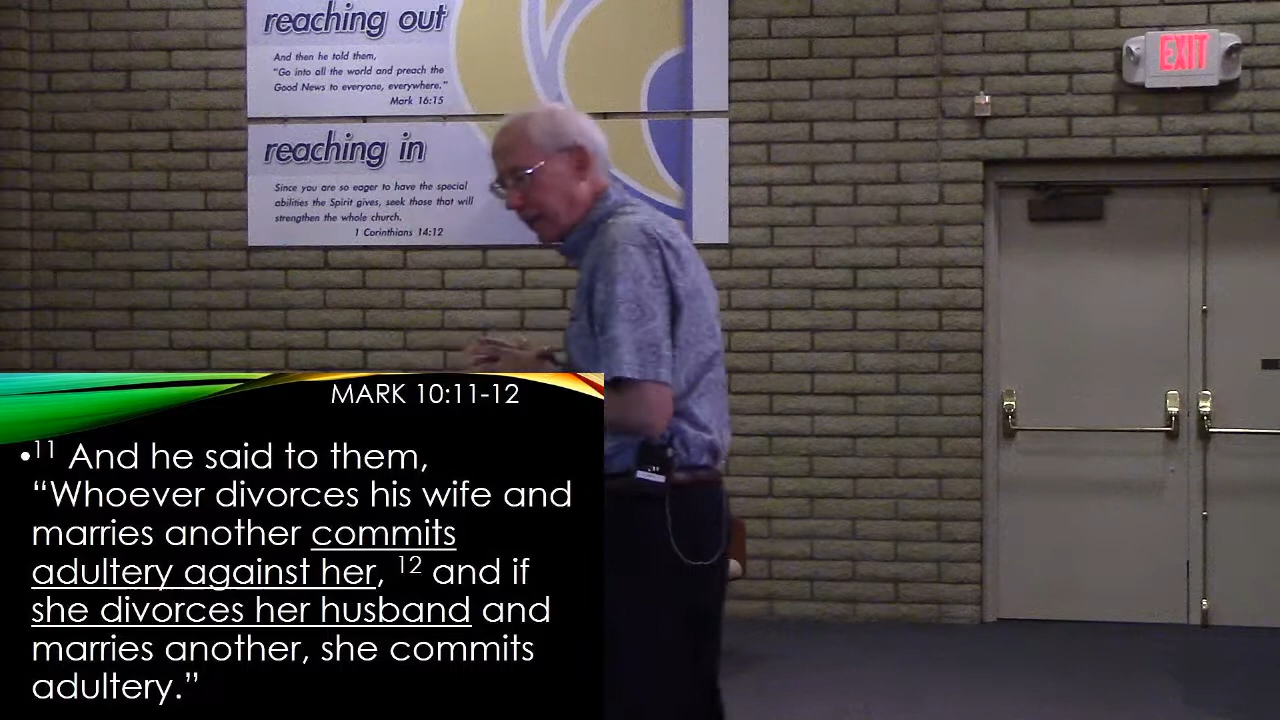 reaching out
And then he told them,
"Go into all the world and preach the
Good News to everyone, everywhere."
Mark 16:15
reaching in
Since you are so eager to have the special
abilities the Spirit gives, seek those that will
strengthen the whole church.
1 Corinthians 14:12
EXIT
MARK 10:11-12
•11 And he said to them,
“Whoever divorces his wife and
marries another commits
adultery against her, 12 and if
she divorces her husband and
marries another, she commits
adultery.”